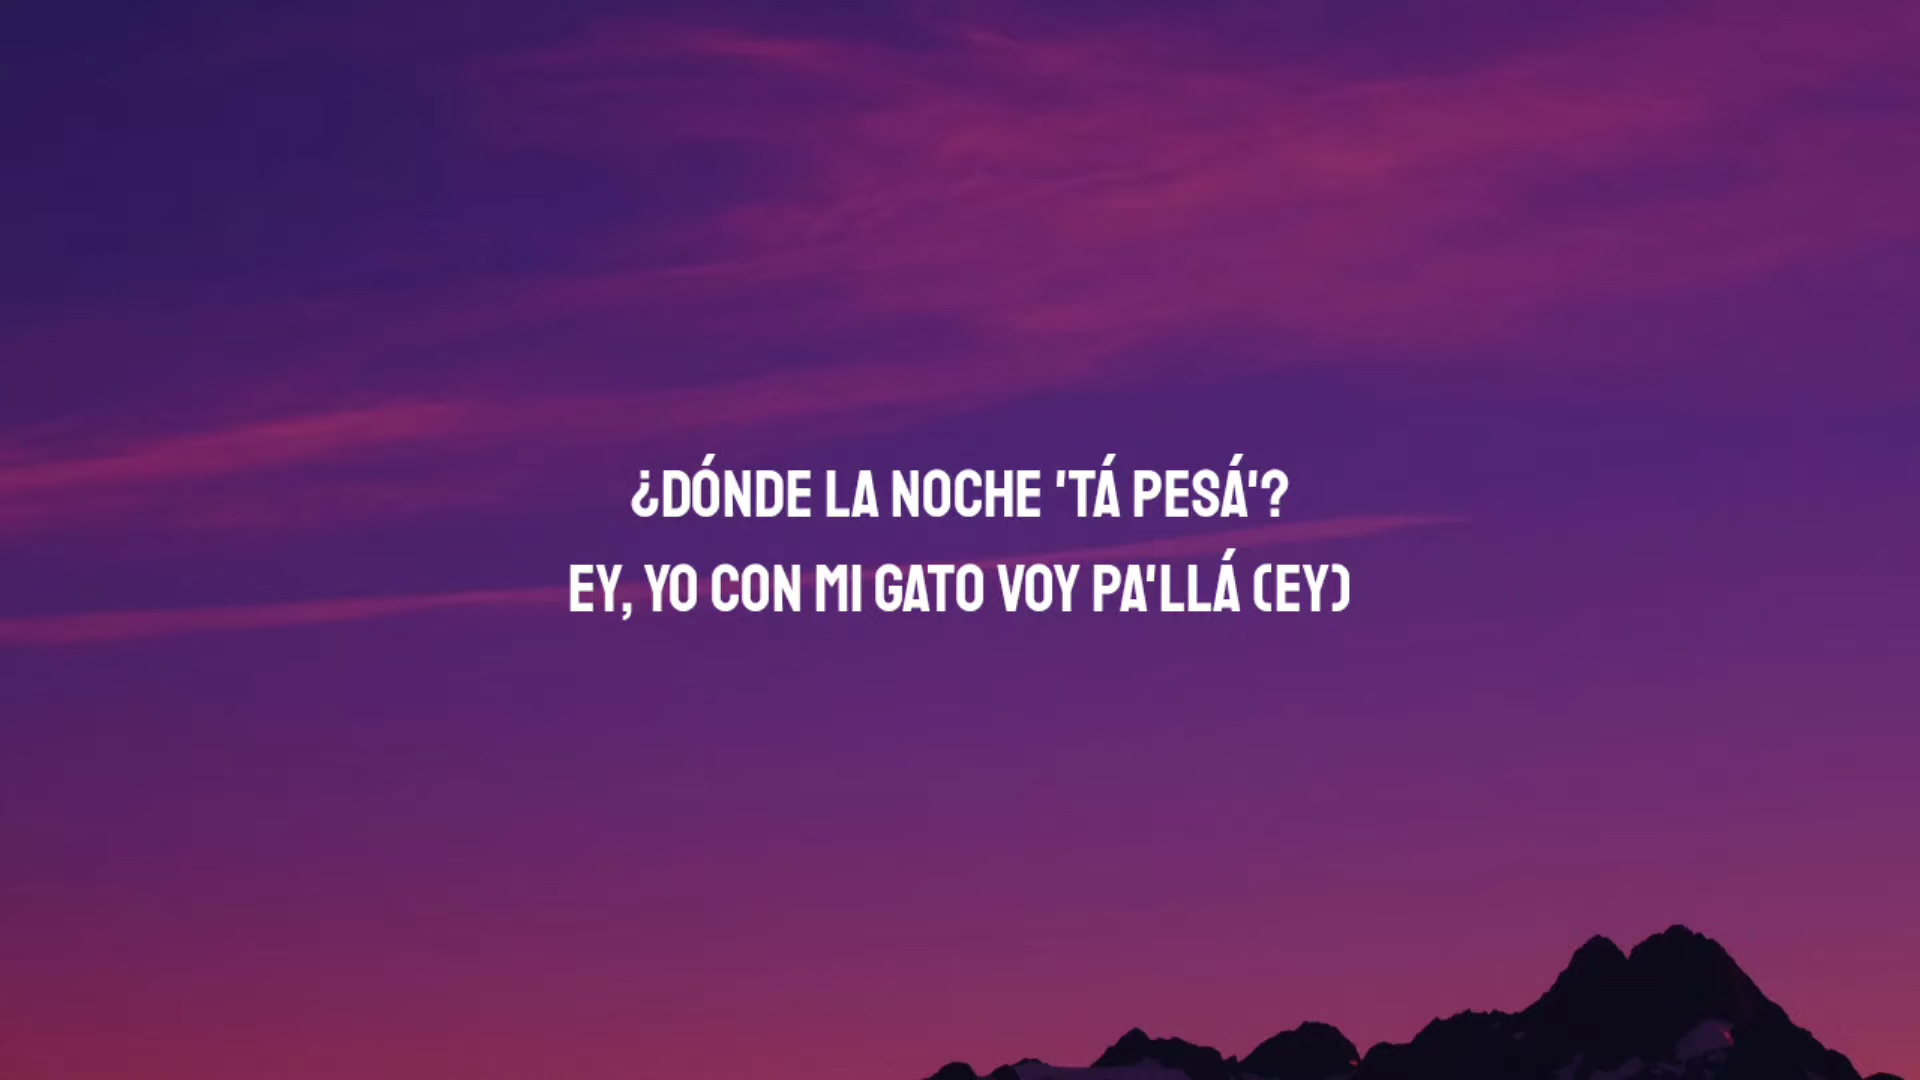 ¿DÓNDE LA NOCHE 'TÁ PESÁ'?
EY, YO CON MI GATO VOY PA'LLÁ (EY)